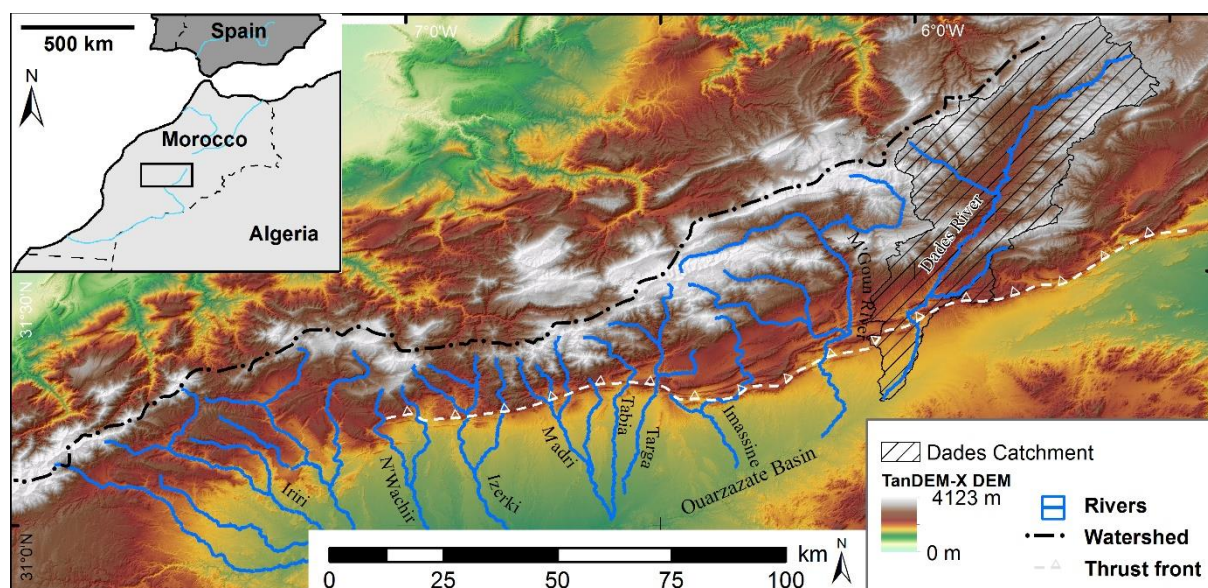 500 km
Spain
N
Morocco
Algeria
7°0'W
6°0'W
31°30'N
31°0'N
Dades River
M'Goun River
Iriri
N'Wachir
Izerki
Madri
Tabia
Targa
Imassine
Ouarzazate Basin
Dades Catchment
TanDEM-X DEM
4123 m
0 m
Rivers
Watershed
Thrust front
km
N
0
25
50
75
100